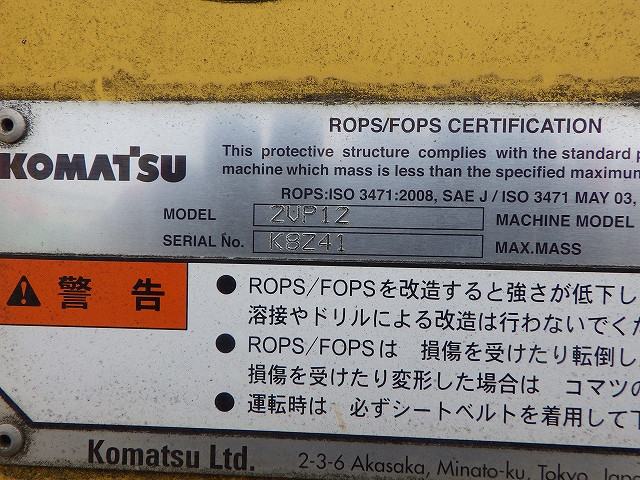 ROPS/FOPS CERTIFICATION
KOMATSU
This protective structure complies with the standard
machine which mass is less than the specified maximum
ROPS:ISO 3471:2008, SAE J / ISO 3471 MAY 03,
MODEL 2VP12 MACHINE MODEL
SERIAL No. K8Z41 MAX.MASS
警告
● ROPS/FOPSを改造すると強さが低下し
溶接やドリルによる改造は行わないでくだ
● ROPS/FOPSは 損傷を受けたり転倒し
損傷を受けたり変形した場合は コマツの
● 運転時は 必ずシートベルトを着用して下
Komatsu Ltd. 2-3-6 Akasaka, Minato-ku, Tokyo, Japa